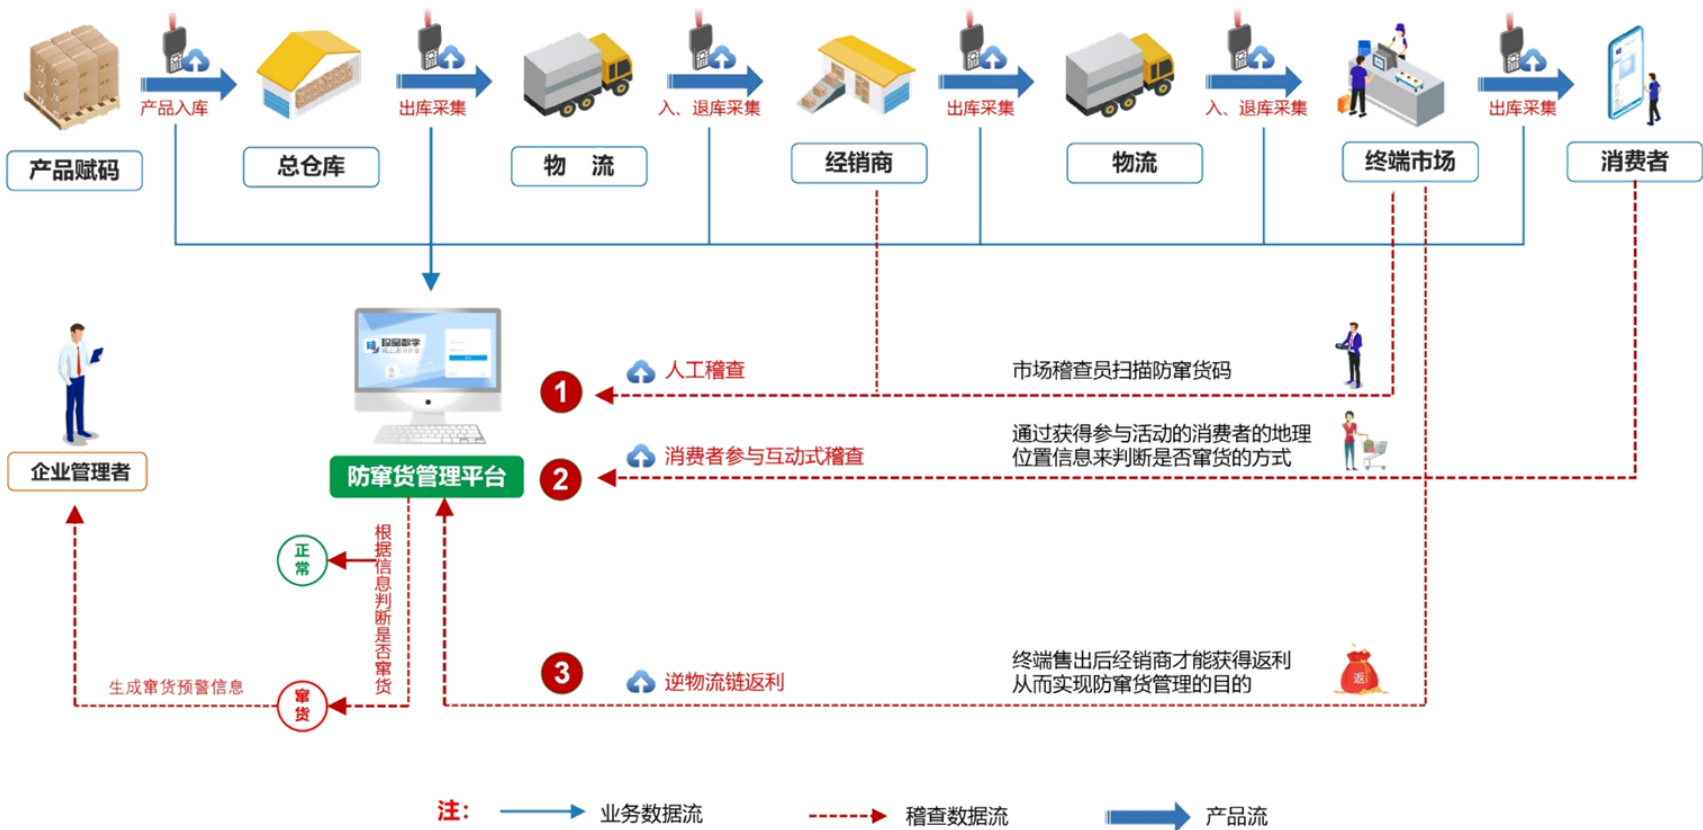 产品入库
出库采集
入、退库采集
出库采集
入、退库采集
出库采集
产品赋码
总仓库
物 流
经销商
物流
终端市场
消费者
人工稽查
市场稽查员扫描防窜货码
1
消费者参与互动式稽查
通过获得参与活动的消费者的地理
位置信息来判断是否窜货的方式
2
企业管理者
防窜货管理平台
根据信息判断是否窜货
正常
3
逆物流链返利
终端售出后经销商才能获得返利
从而实现防窜货管理的目的
返
生成窜货预警信息
窜货
注：
业务数据流
稽查数据流
产品流